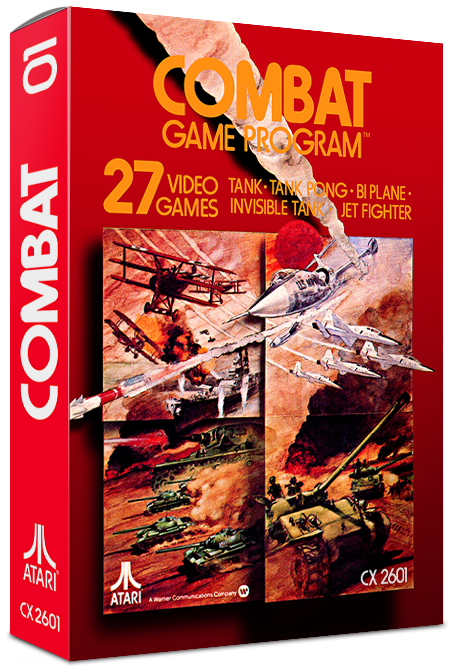 01
COMBAT
ATARI®
CX 2601
COMBAT
GAME PROGRAM™
27 VIDEO GAMES
TANK • TANK PONG • BI PLANE •
INVISIBLE TANK JET FIGHTER
ATARI
A Warner Communications Company
CX 2601